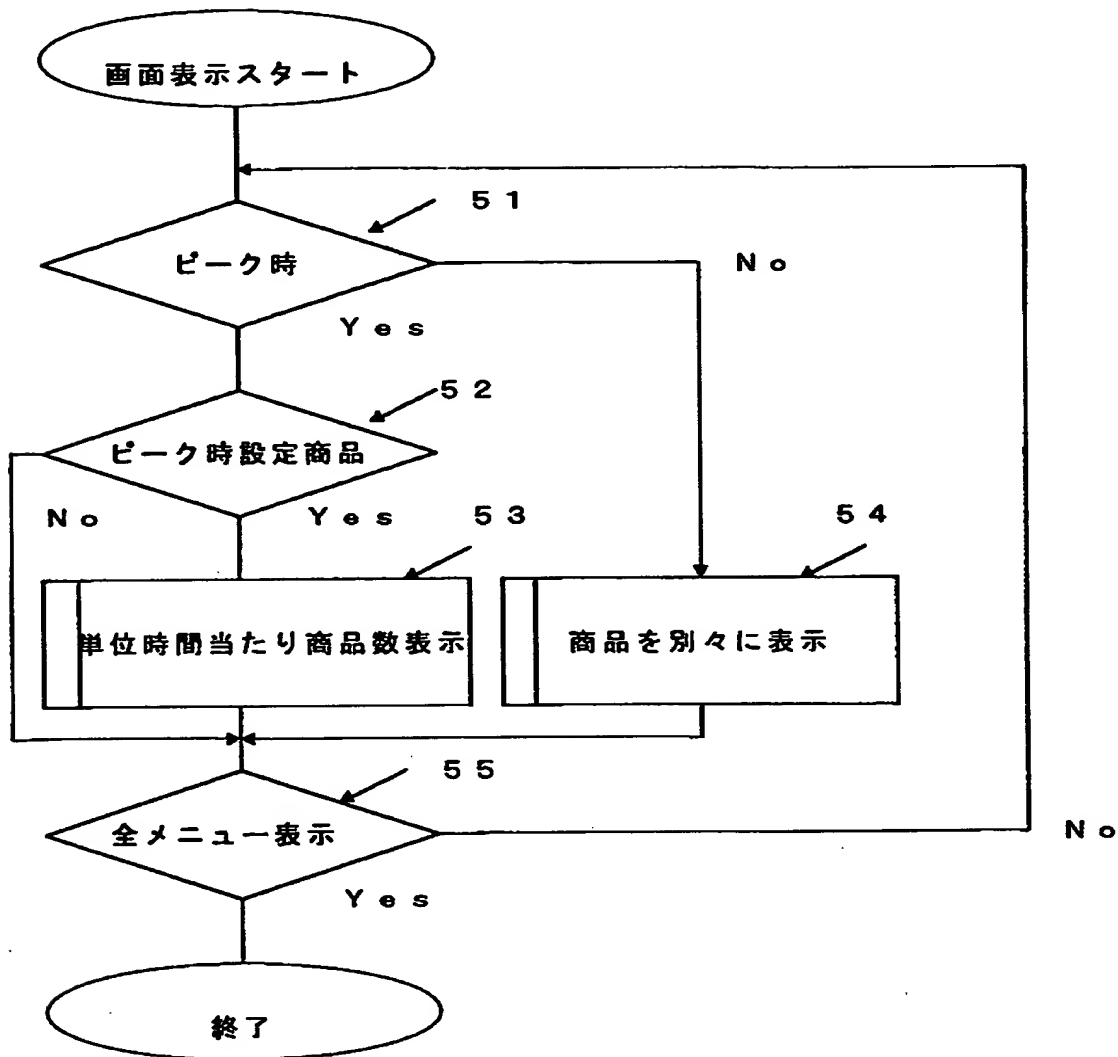 画面表示スタート
51
ピーク時
No
Yes
52
ピーク時設定商品
No
Yes
53
54
単位時間当たり商品数表示
商品を別々に表示
55
全メニュー表示
No
Yes
終了